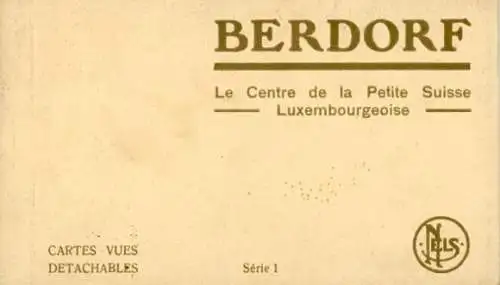 BERDORF
Le Centre de la Petite Suisse
Luxembourgeoise
NELS
CARTES VUES
DETACHABLES
Série 1